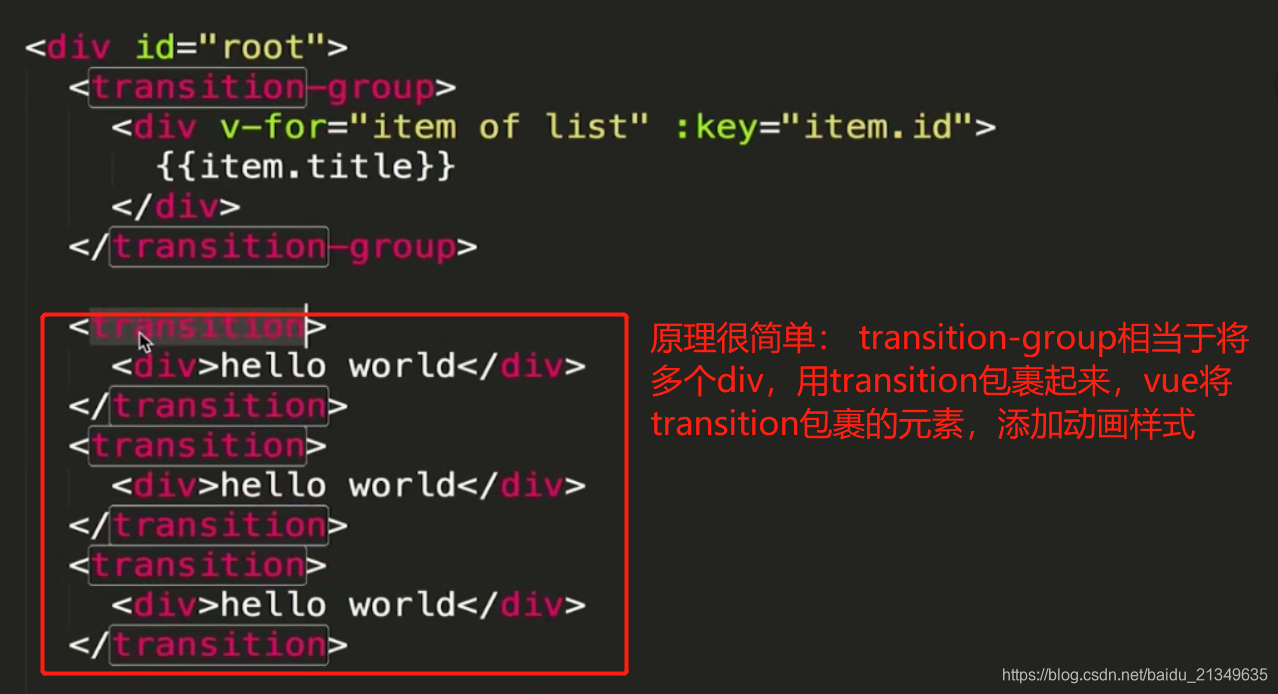 <div id="root">
<transition-group>
<div v-for="item of list" :key="item.id">
{{item.title}}
</div>
</transition-group>
<transition>
<div>hello world</div>
</transition>
<transition>
<div>hello world</div>
</transition>
<transition>
<div>hello world</div>
</transition>
原理很简单： transition-group相当于将
多个div，用transition包裹起来，vue将
transition包裹的元素，添加动画样式
https://blog.csdn.net/baidu_21349635